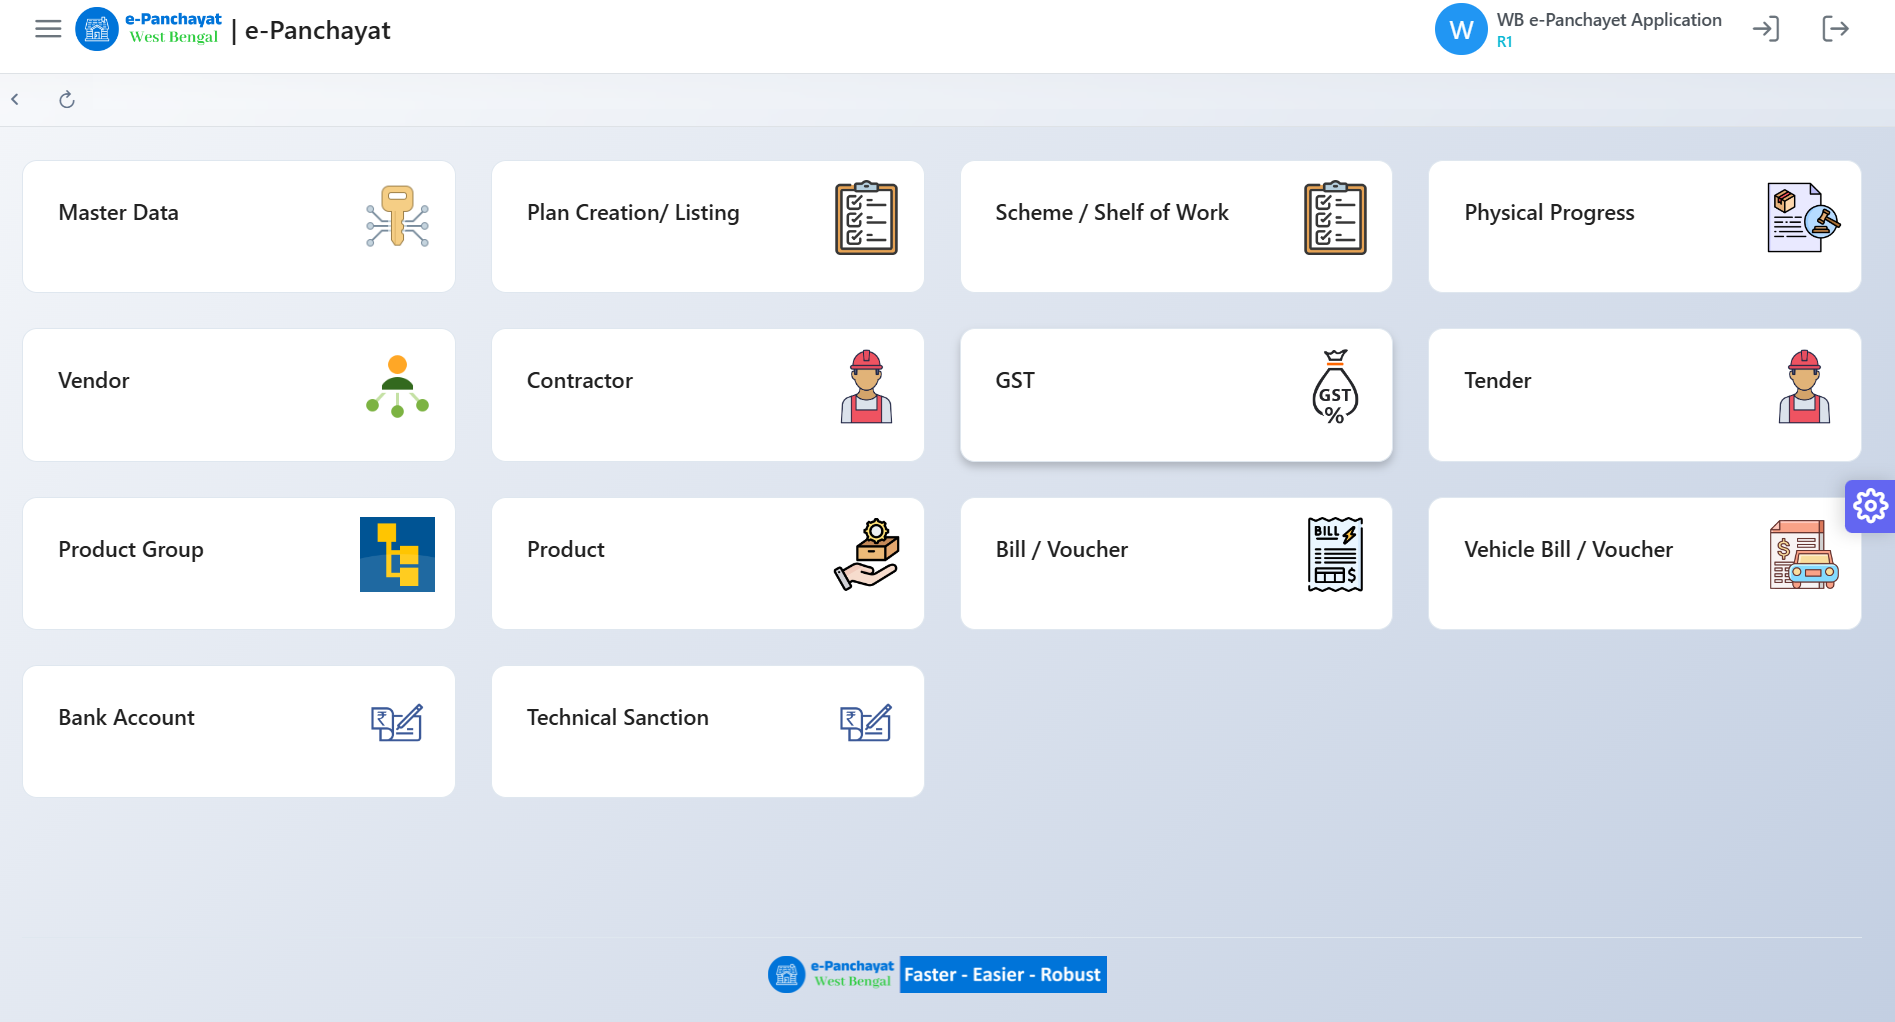 e-Panchayat
West Bengal
| e-Panchayat
W
WB e-Panchayet Application
R1
Master Data
Plan Creation/ Listing
Scheme / Shelf of Work
Physical Progress
Vendor
Contractor
GST
GST
%
Tender
Product Group
Product
Bill / Voucher
BILL
$
Vehicle Bill / Voucher
$
Bank Account
₹
Technical Sanction
₹
e-Panchayat
West Bengal
Faster - Easier - Robust